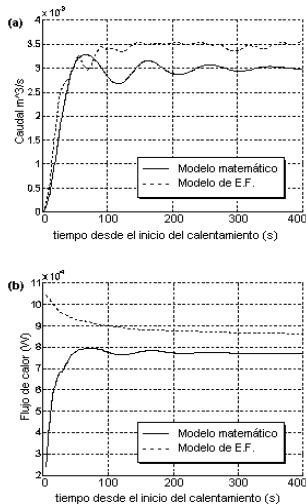 (a)
x 10⁻³
4
3.5
3
2.5
2
1.5
1
0.5
0
Caudal m^3/s
Modelo matemático
Modelo de E.F.
0 100 200 300 400
tiempo desde el inicio del calentamiento (s)
(b)
x 10⁻⁴
11
10
9
8
7
6
5
4
3
2
Flujo de calor (W)
Modelo matemático
Modelo de E.F.
0 100 200 300 400
tiempo desde el inicio del calentamiento (s)